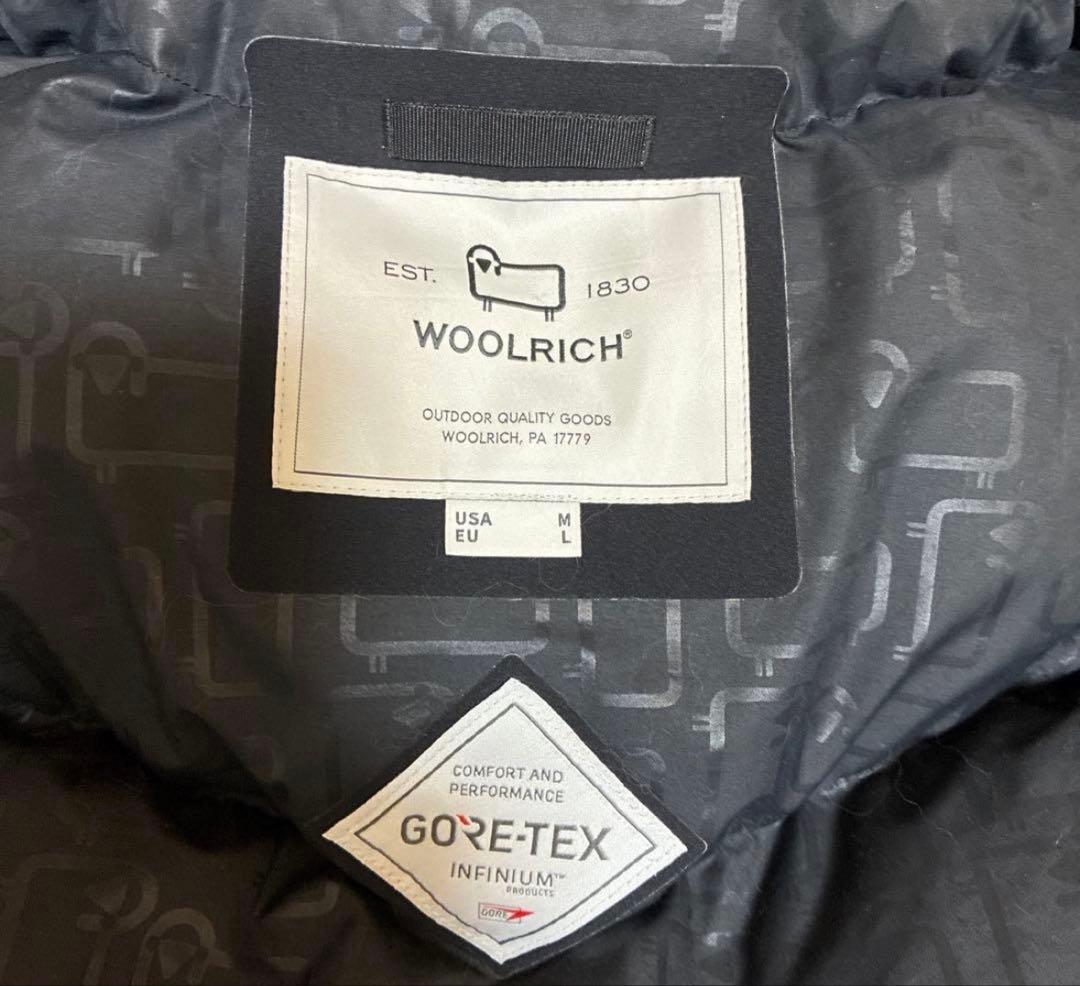 EST. 1830
WOOLRICH®
OUTDOOR QUALITY GOODS
WOOLRICH, PA 17779
USA M
EU L
COMFORT AND
PERFORMANCE
GORE-TEX
INFINIUM™
PRODUCTS
GORE